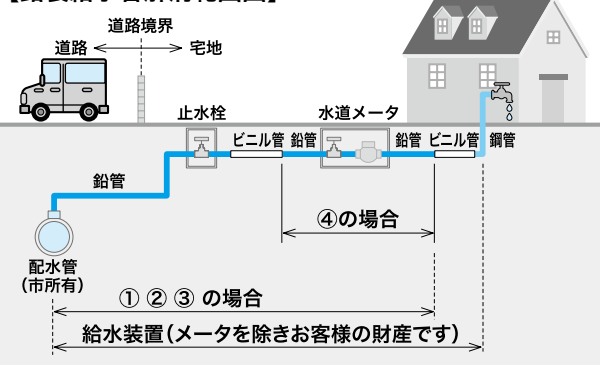 道路境界
道路
宅地
止水栓
水道メータ
ビニル管
鉛管
鉛管
ビニル管
鋼管
鉛管
④の場合
配水管
(市所有)
① ② ③ の場合
給水装置(メータを除きお客様の財産です)